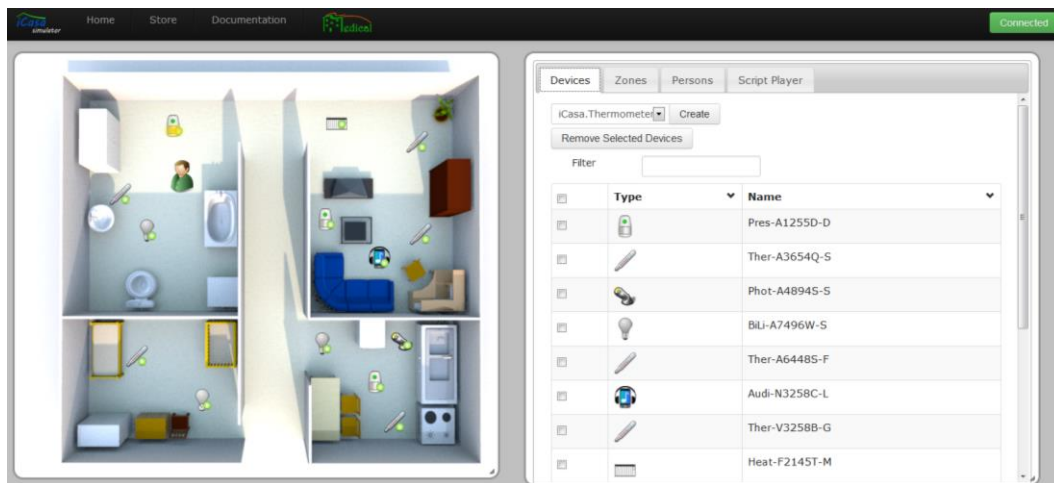 iCasa
simulator
Home
Store
Documentation
Medical
Connected
Devices
Zones
Persons
Script Player
iCasa.Thermometer
Create
Remove Selected Devices
Filter
Type
Name
Pres-A1255D-D
Ther-A3654Q-S
Phot-A4894S-S
BiLi-A7496W-S
Ther-A6448S-F
Audi-N3258C-L
Ther-V3258B-G
Heat-F2145T-M